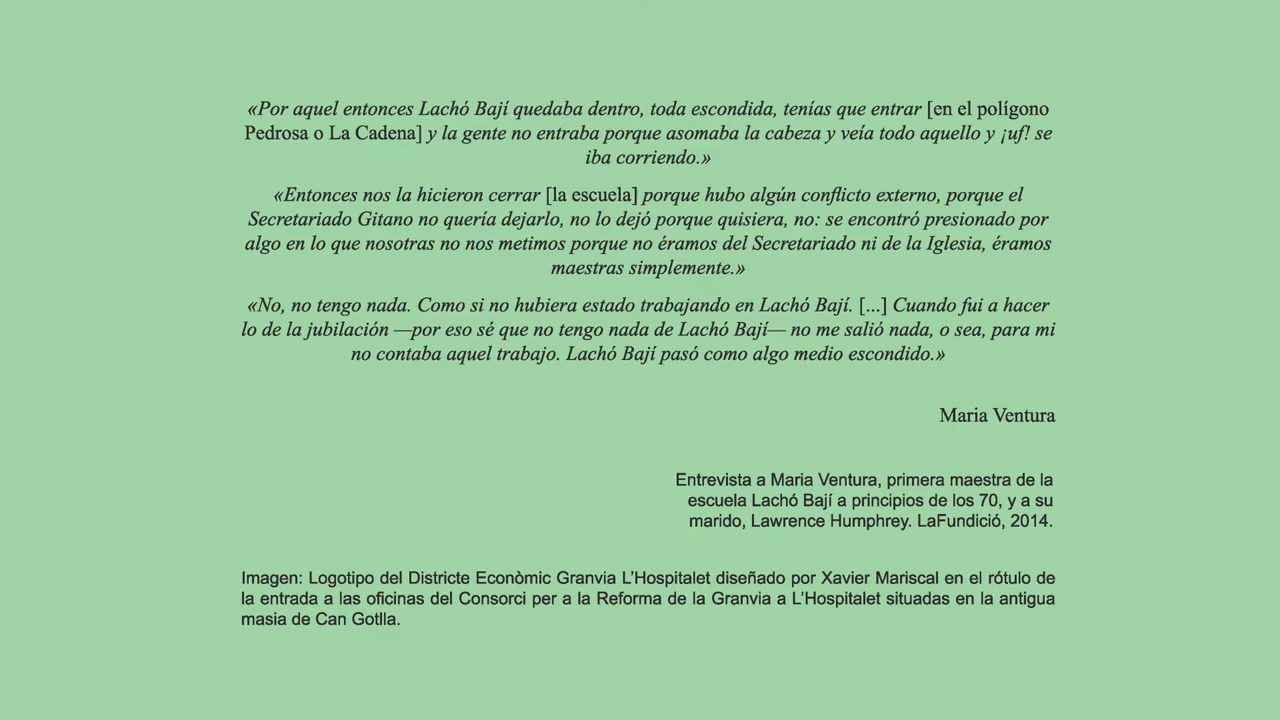 «Por aquel entonces Lachó Bají quedaba dentro, toda escondida, tenías que entrar [en el polígono
Pedrosa o La Cadena] y la gente no entraba porque asomaba la cabeza y veía todo aquello y ¡uf! se
iba corriendo.»
«Entonces nos la hicieron cerrar [la escuela] porque hubo algún conflicto externo, porque el
Secretariado Gitano no quería dejarlo, no lo dejó porque quisiera, no: se encontró presionado por
algo en lo que nosotras no nos metimos porque no éramos del Secretariado ni de la Iglesia, éramos
maestras simplemente.»
«No, no tengo nada. Como si no hubiera estado trabajando en Lachó Bají. [...] Cuando fui a hacer
lo de la jubilación —por eso sé que no tengo nada de Lachó Bají— no me salió nada, o sea, para mi
no contaba aquel trabajo. Lachó Bají pasó como algo medio escondido.»
Maria Ventura
Entrevista a Maria Ventura, primera maestra de la
escuela Lachó Bají a principios de los 70, y a su
marido, Lawrence Humphrey. LaFundició, 2014.
Imagen: Logotipo del Districte Econòmic Granvia L'Hospitalet diseñado por Xavier Mariscal en el rótulo de
la entrada a las oficinas del Consorci per a la Reforma de la Granvia a L'Hospitalet situadas en la antigua
masia de Can Gotlla.